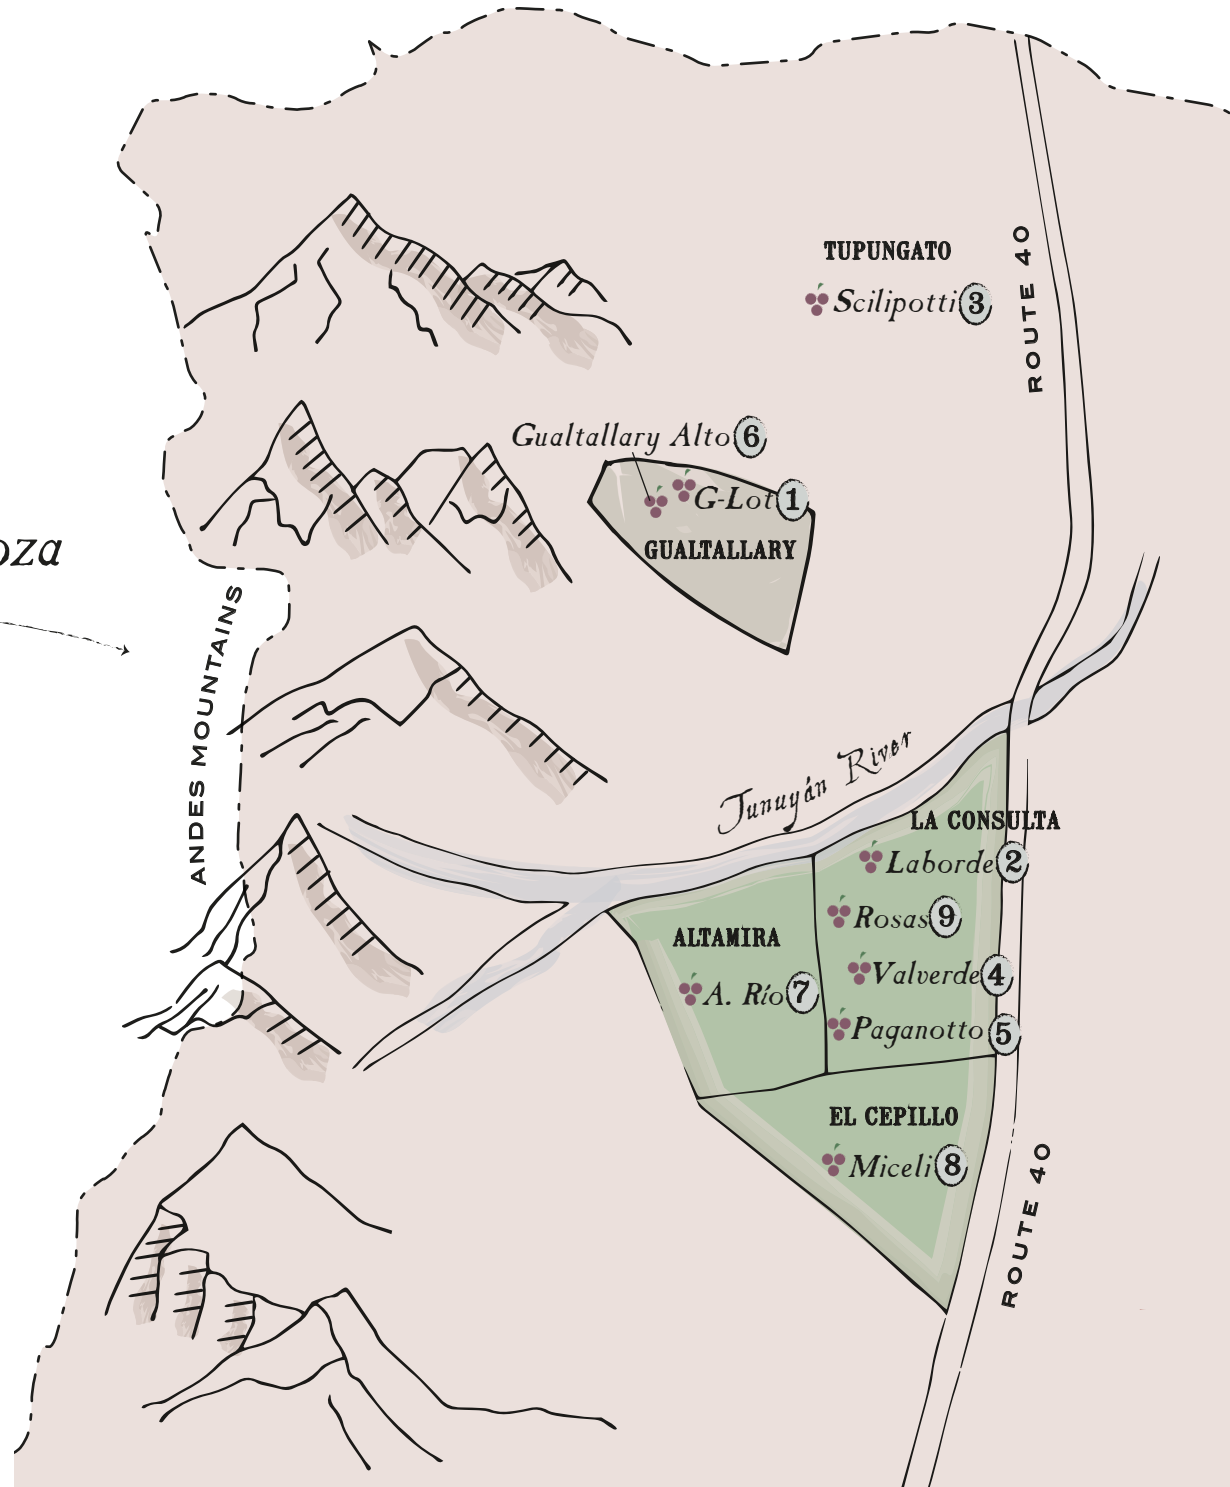 TUPUNGATO
Scilipotti 3
ROUTE 40
Gualtallary Alto 6
G-Lot 1
GUALTALLARY
ANDES MOUNTAINS
Tunuyán River
LA CONSULTA
Laborde 2
Rosas 9
ALTAMIRA
Valverde 4
A. Río 7
Paganotto 5
EL CEPILLO
Miceli 8
ROUTE 40